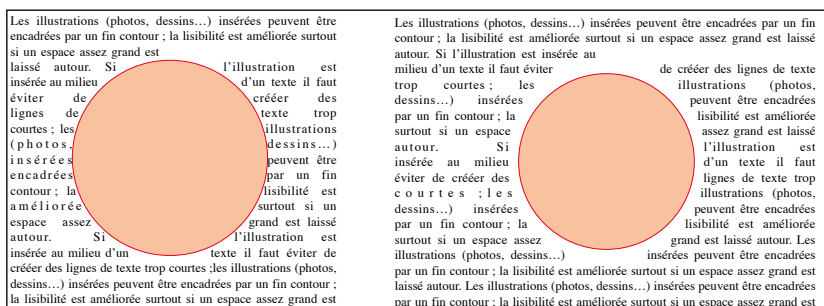 Les illustrations (photos, dessins…) insérées peuvent être
encadrées par un fin contour ; la lisibilité est améliorée surtout
si un espace assez grand est
laissé autour. Si l'illustration est
insérée au milieu d'un texte il faut
éviter de crééer des
lignes de texte trop
courtes ; les illustrations
(photos, dessins…)
insérées peuvent être
encadrées par un fin
contour ; la lisibilité est
améliorée surtout si un
espace assez grand est laissé
autour. Si l'illustration est
insérée au milieu d'un texte il faut éviter de
crééer des lignes de texte trop courtes ;les illustrations (photos,
dessins…) insérées peuvent être encadrées par un fin contour ;
la lisibilité est améliorée surtout si un espace assez grand est
Les illustrations (photos, dessins…) insérées peuvent être encadrées par un fin
contour ; la lisibilité est améliorée surtout si un espace assez grand est laissé
autour. Si l'illustration est insérée au
milieu d'un texte il faut éviter de crééer des lignes de texte
trop courtes ; les illustrations (photos,
dessins…) insérées peuvent être encadrées
par un fin contour ; la lisibilité est améliorée
surtout si un espace assez grand est laissé
autour. Si l'illustration est
insérée au milieu d'un texte il faut
éviter de crééer des lignes de texte trop
courtes ;les illustrations (photos,
dessins…) insérées peuvent être encadrées
par un fin contour ; la lisibilité est améliorée
surtout si un espace assez grand est laissé autour. Les
illustrations (photos, dessins…) insérées peuvent être encadrées
par un fin contour ; la lisibilité est améliorée surtout si un espace assez grand est
laissé autour. Les illustrations (photos, dessins…) insérées peuvent être encadrées
par un fin contour ; la lisibilité est améliorée surtout si un espace assez grand est